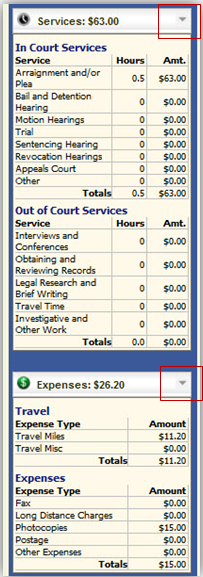 Services: $63.00
In Court Services
Service Hours Amt.
Arraignment and/or
Plea 0.5 $63.00
Bail and Detention
Hearing 0 $0.00
Motion Hearings 0 $0.00
Trial 0 $0.00
Sentencing Hearing 0 $0.00
Revocation Hearings 0 $0.00
Appeals Court 0 $0.00
Other 0 $0.00
Totals 0.5 $63.00
Out of Court Services
Service Hours Amt.
Interviews and
Conferences 0 $0.00
Obtaining and
Reviewing Records 0 $0.00
Legal Research and
Brief Writing 0 $0.00
Travel Time 0 $0.00
Investigative and
Other Work 0 $0.00
Totals 0.0 $0.00
Expenses: $26.20
Travel
Expense Type Amount
Travel Miles $11.20
Travel Misc $0.00
Totals $11.20
Expenses
Expense Type Amount
Fax $0.00
Long Distance Charges $0.00
Photocopies $15.00
Postage $0.00
Other Expenses $0.00
Totals $15.00